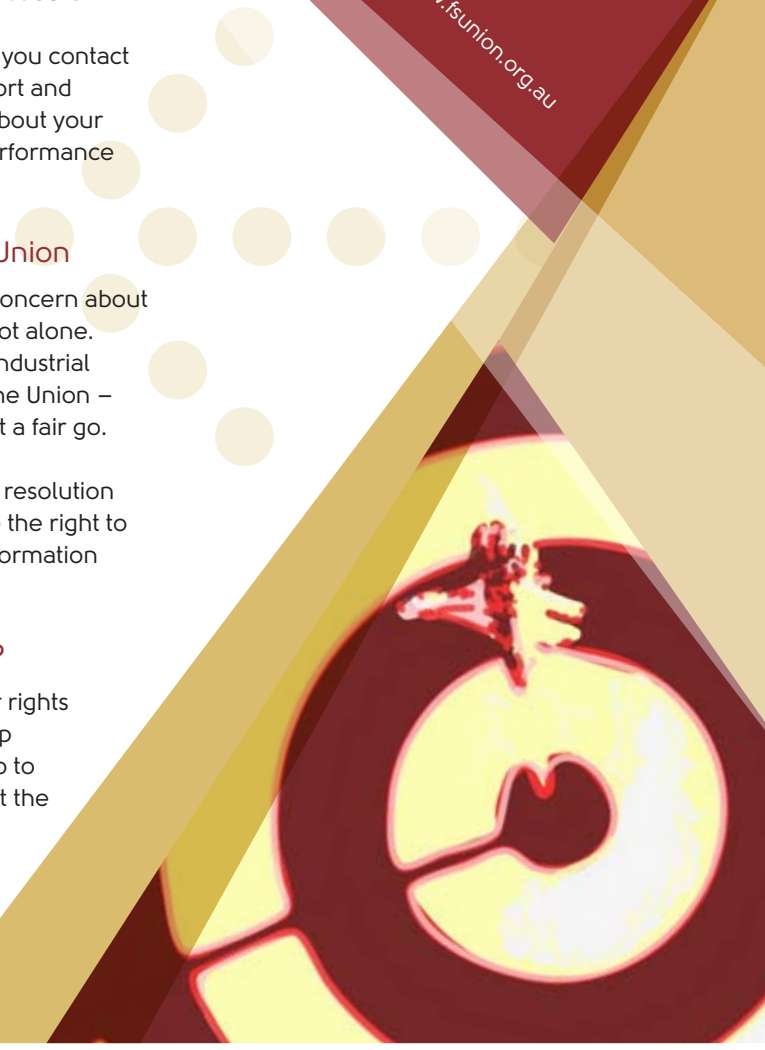 you contact
ort and
bout your
rformance
Union
oncern about
ot alone.
ndustrial
he Union –
t a fair go.
resolution
the right to
ormation
r rights
p
o to
t the
.fsunion.org.au